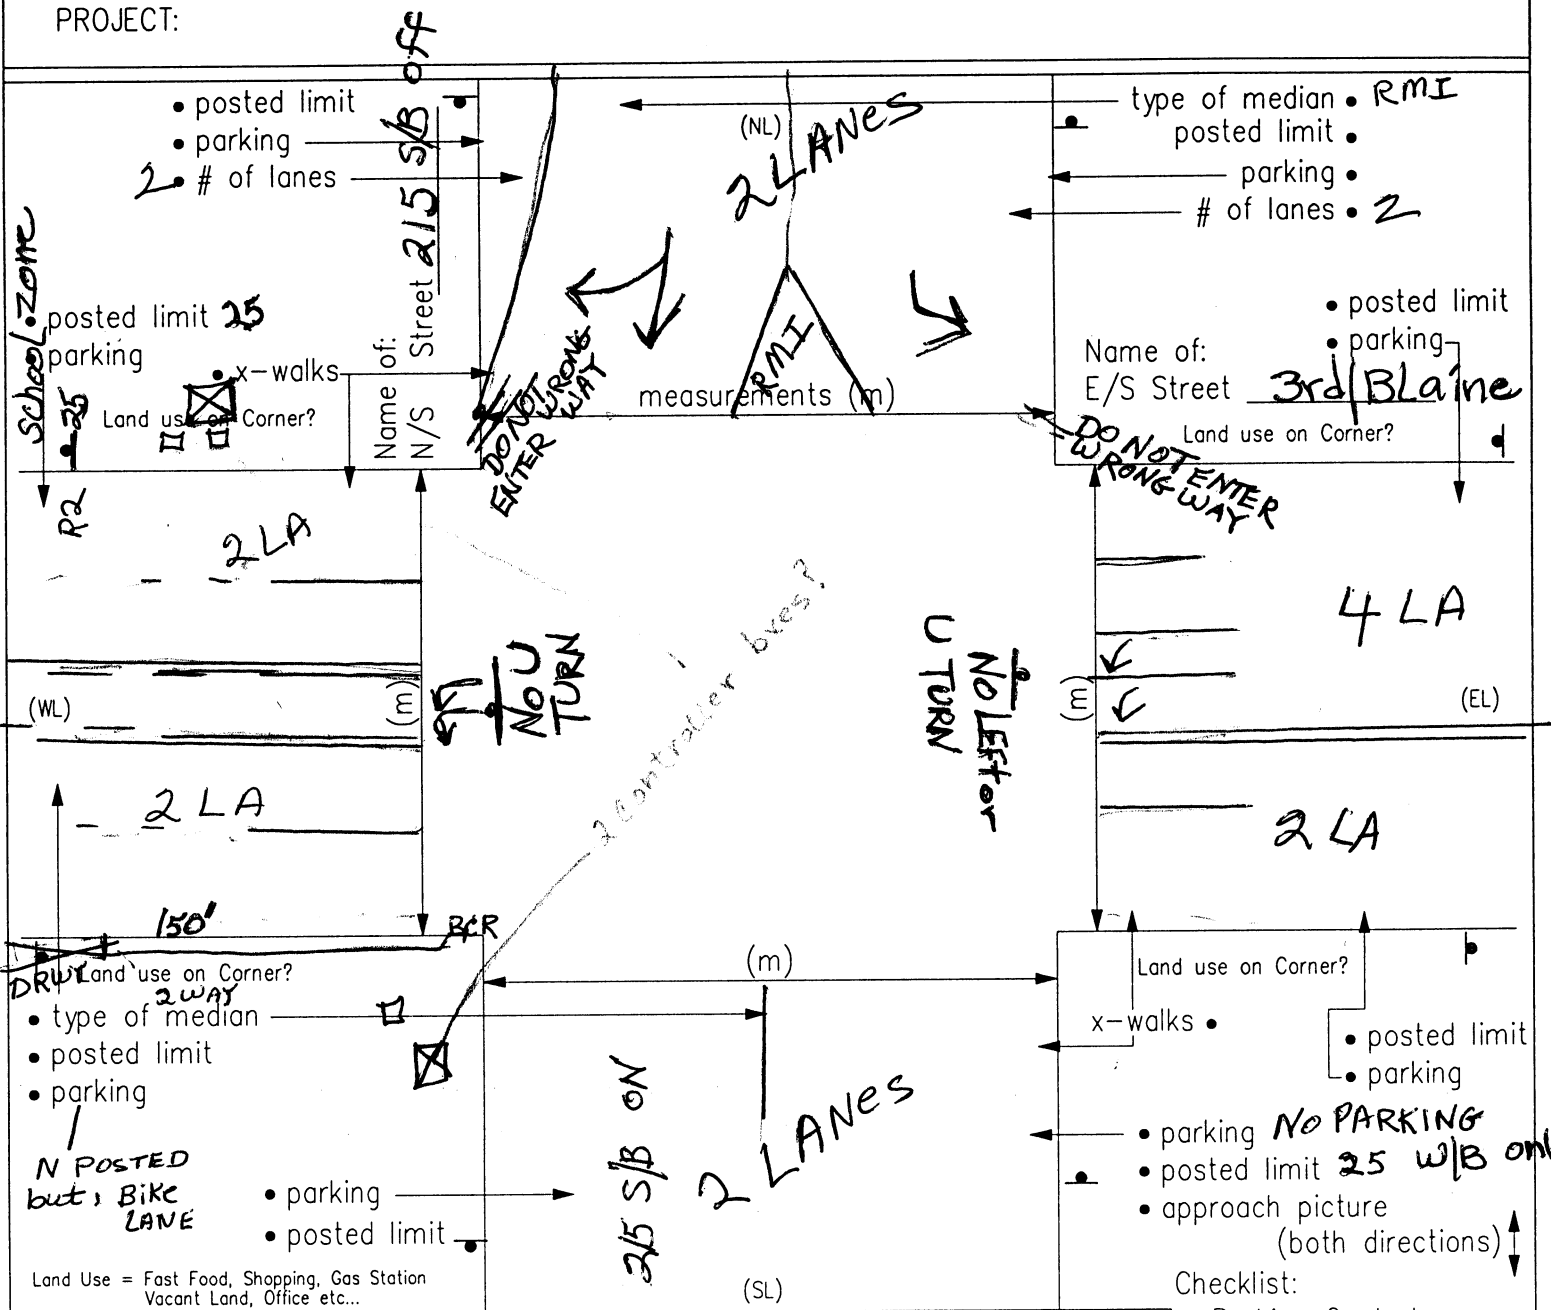 PROJECT:
215 S/B off
• posted limit
• parking
2 • # of lanes
(NL)
2 LANES
type of median • RMI
posted limit •
parking •
# of lanes • 2
School Zone
posted limit 25
parking
• x-walks
25
Land use on Corner?
R2
Name of:
N/S Street
DO NOT
ENTER
WRONG
WAY
RMI
measurements (m)
• posted limit
• parking
Name of:
E/S Street 3rd/BLaine
Land use on Corner?
DO NOT ENTER
WRONG WAY
2 LA
(WL)
(m)
NO U
TURN
2 Controller bxes?
NO LEFT or
U TURN
(m)
4 LA
(EL)
2 LA
2 LA
150'
BCR
DRWY
Land use on Corner?
2 WAY
• type of median
• posted limit
• parking
N POSTED
but, Bike
LANE
• parking
• posted limit
Land Use = Fast Food, Shopping, Gas Station
Vacant Land, Office etc...
(m)
215 S/B ON
2 LANES
(SL)
Land use on Corner?
x-walks •
• posted limit
• parking
• parking NO PARKING
• posted limit 25 W/B onl
• approach picture
(both directions)
Checklist: